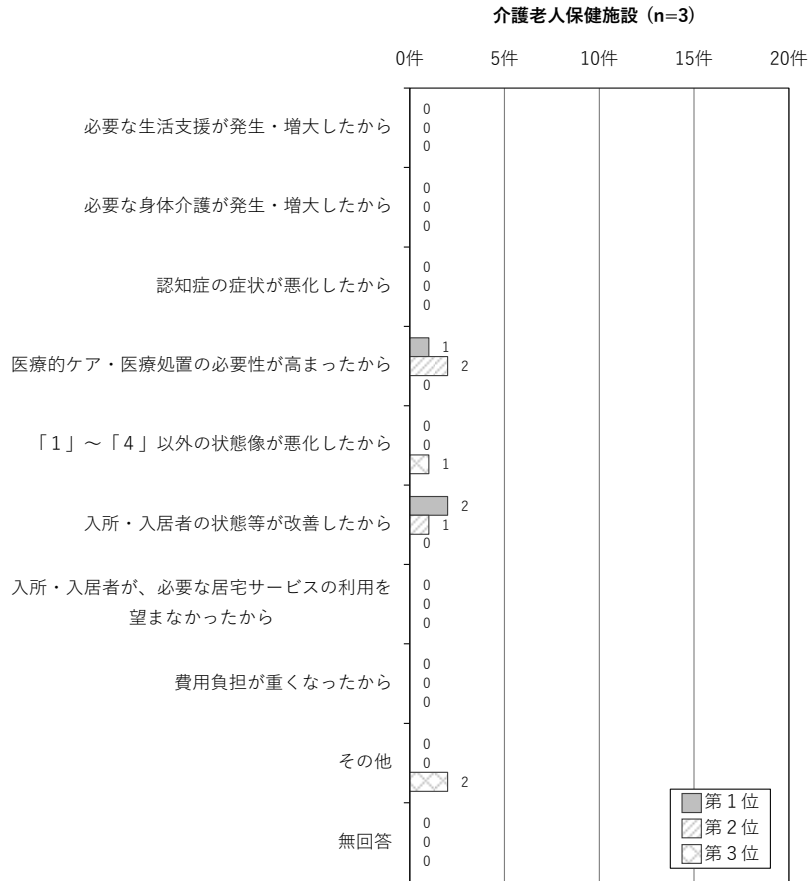 介護老人保健施設（n=3）
0件 5件 10件 15件 20件
必要な生活支援が発生・増大したから
0
0
0
必要な身体介護が発生・増大したから
0
0
0
認知症の症状が悪化したから
0
0
0
医療的ケア・医療処置の必要性が高まったから
1
2
0
「１」～「４」以外の状態像が悪化したから
0
0
1
入所・入居者の状態等が改善したから
2
1
0
入所・入居者が、必要な居宅サービスの利用を
望まなかったから
0
0
0
費用負担が重くなったから
0
0
0
その他
0
0
2
無回答
0
0
0
第１位
第２位
第３位